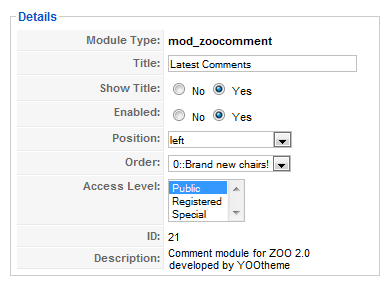 Details
Module Type: mod_zoocomment
Title: Latest Comments
Show Title: No Yes
Enabled: No Yes
Position: left
Order: 0::Brand new chairs!
Access Level: Public
Registered
Special
ID: 21
Description: Comment module for ZOO 2.0
developed by YOOtheme